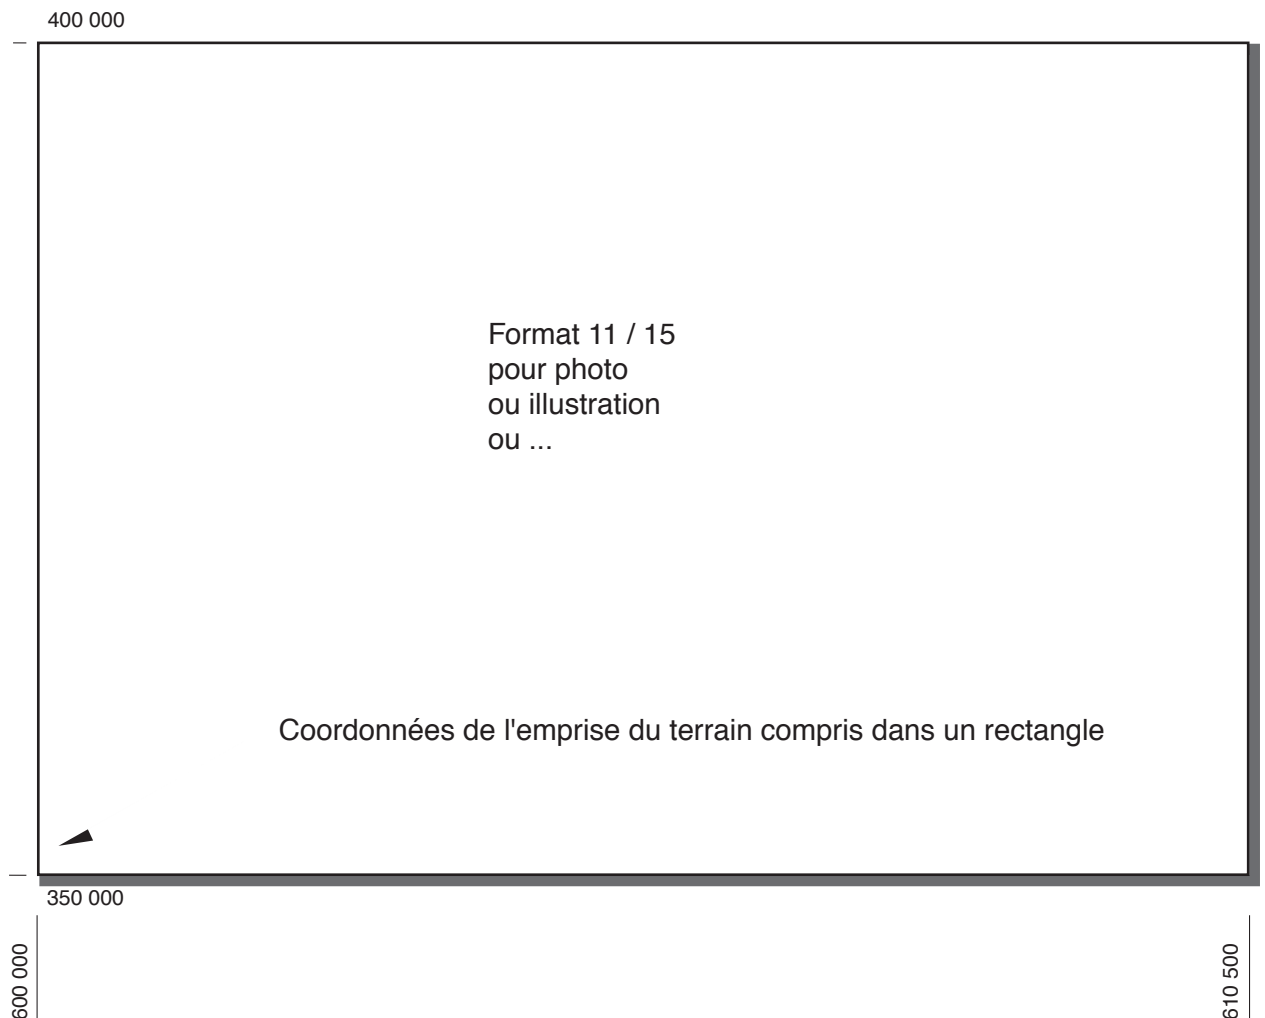 400 000
Format 11 / 15
pour photo
ou illustration
ou ...
Coordonnées de l'emprise du terrain compris dans un rectangle
350 000
600 000
610 500